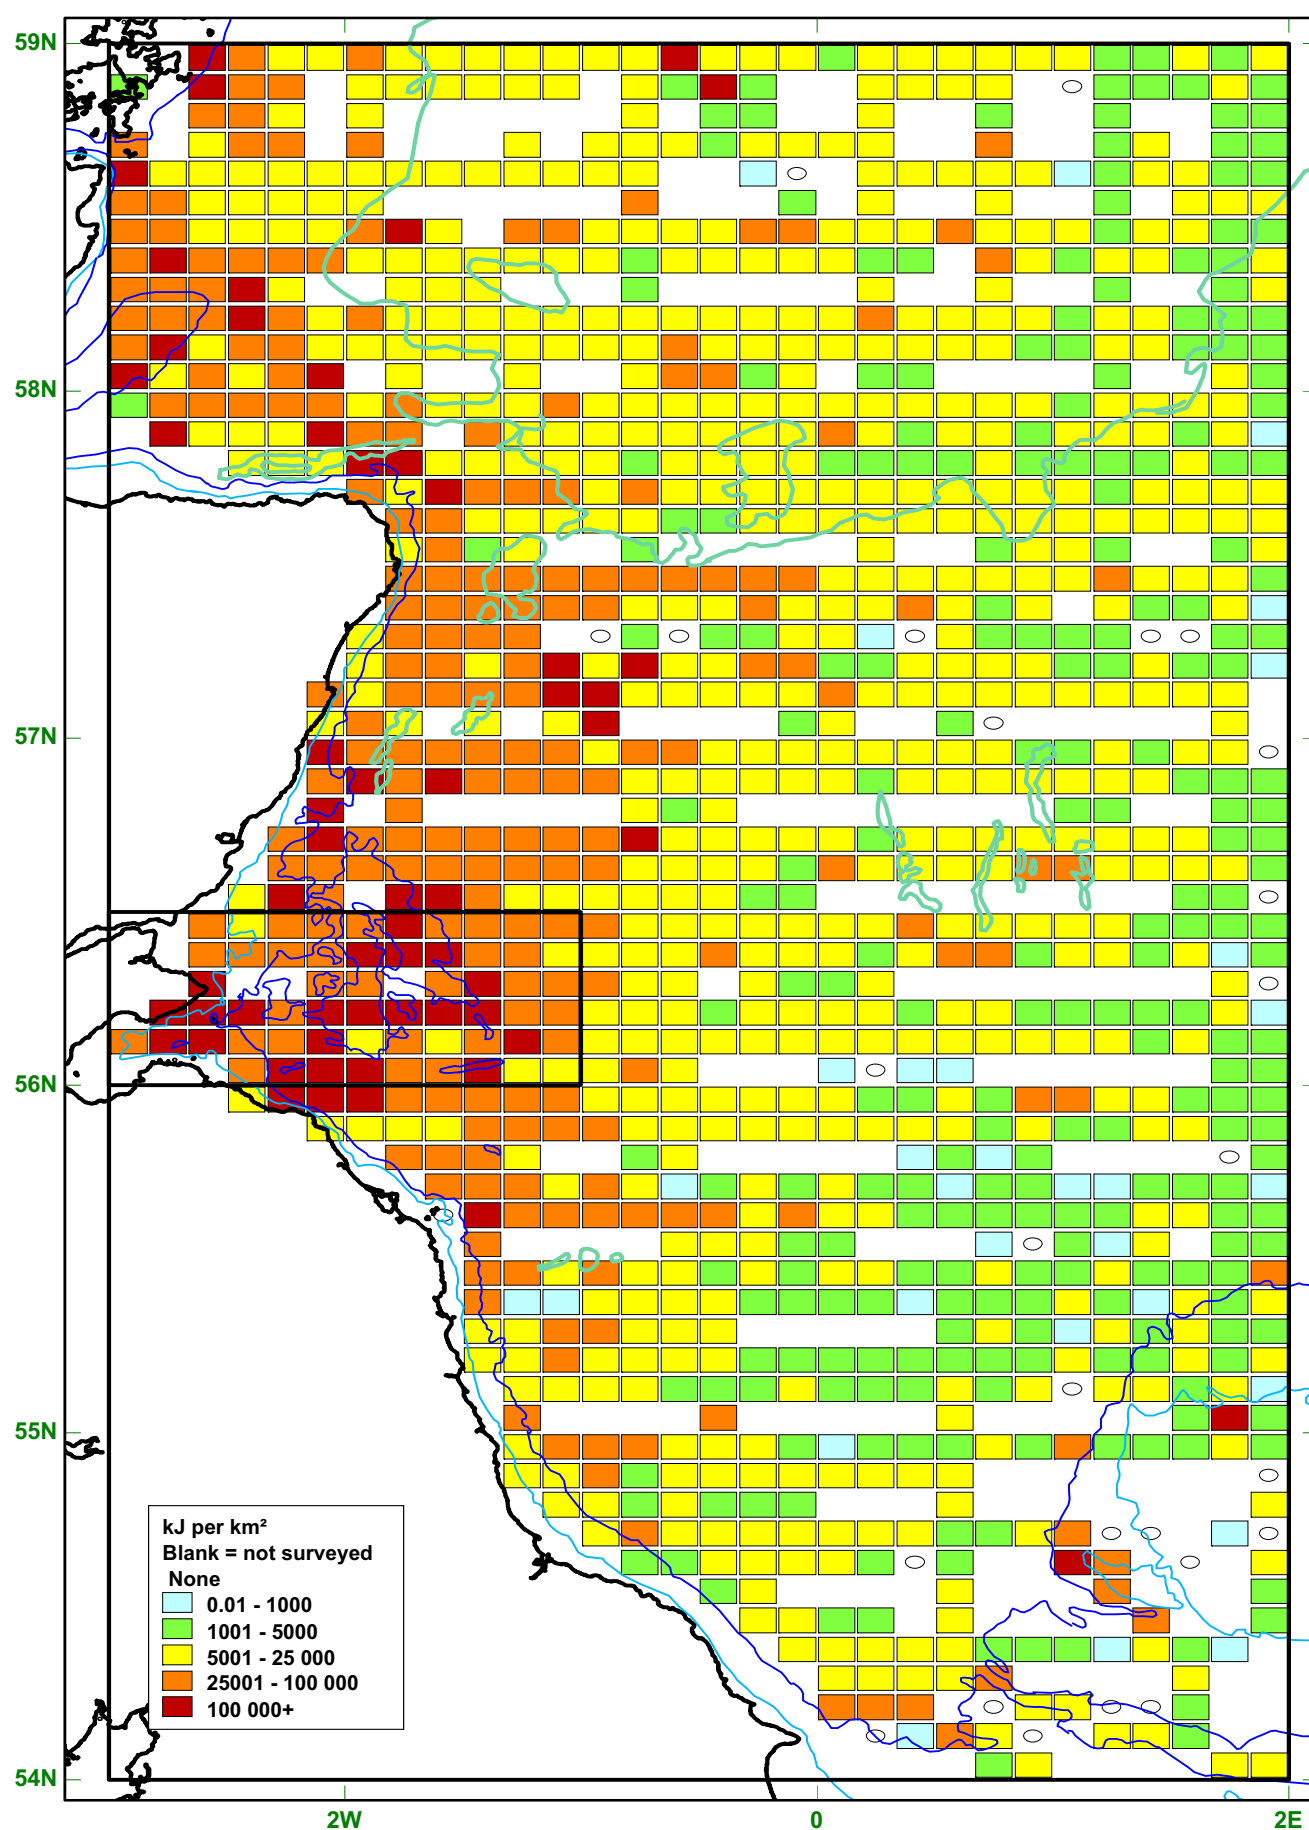 59N
58N
57N
56N
55N
54N
kJ per km²
Blank = not surveyed
None
0.01 - 1000
1001 - 5000
5001 - 25 000
25001 - 100 000
100 000+
2W
0
2E